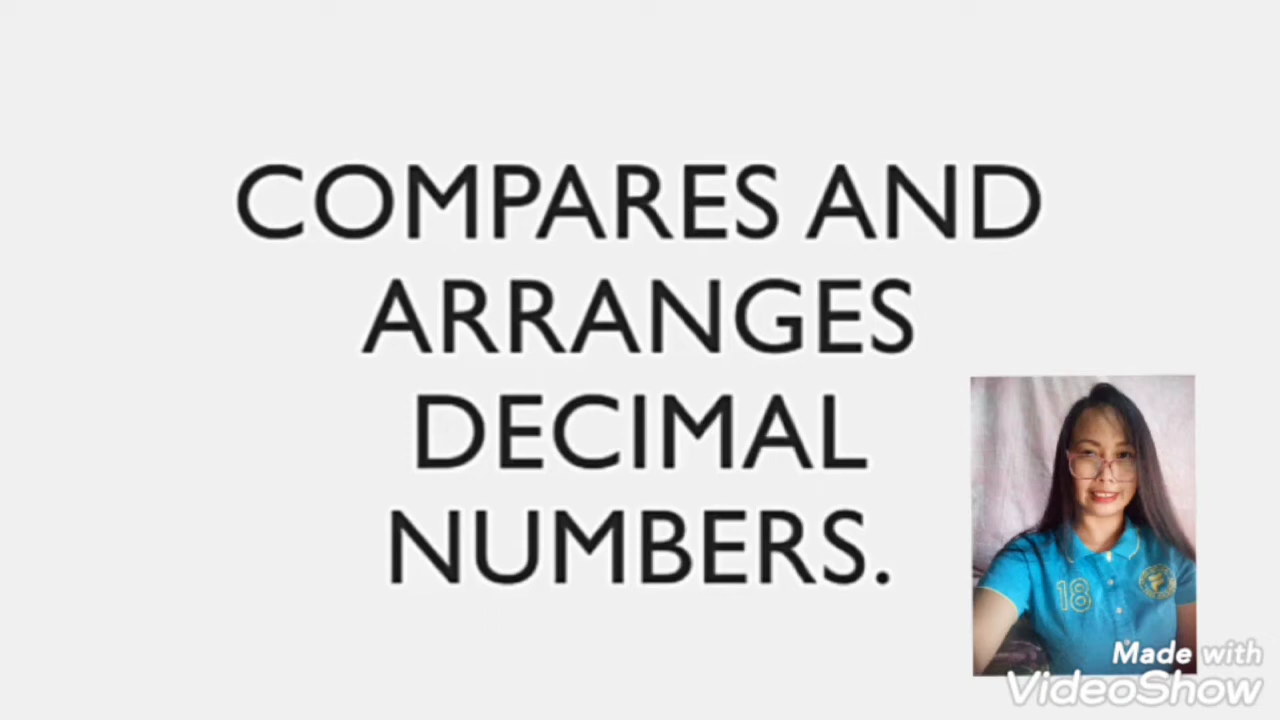 COMPARES AND
ARRANGES
DECIMAL
NUMBERS.
18
Made with
VideoShow